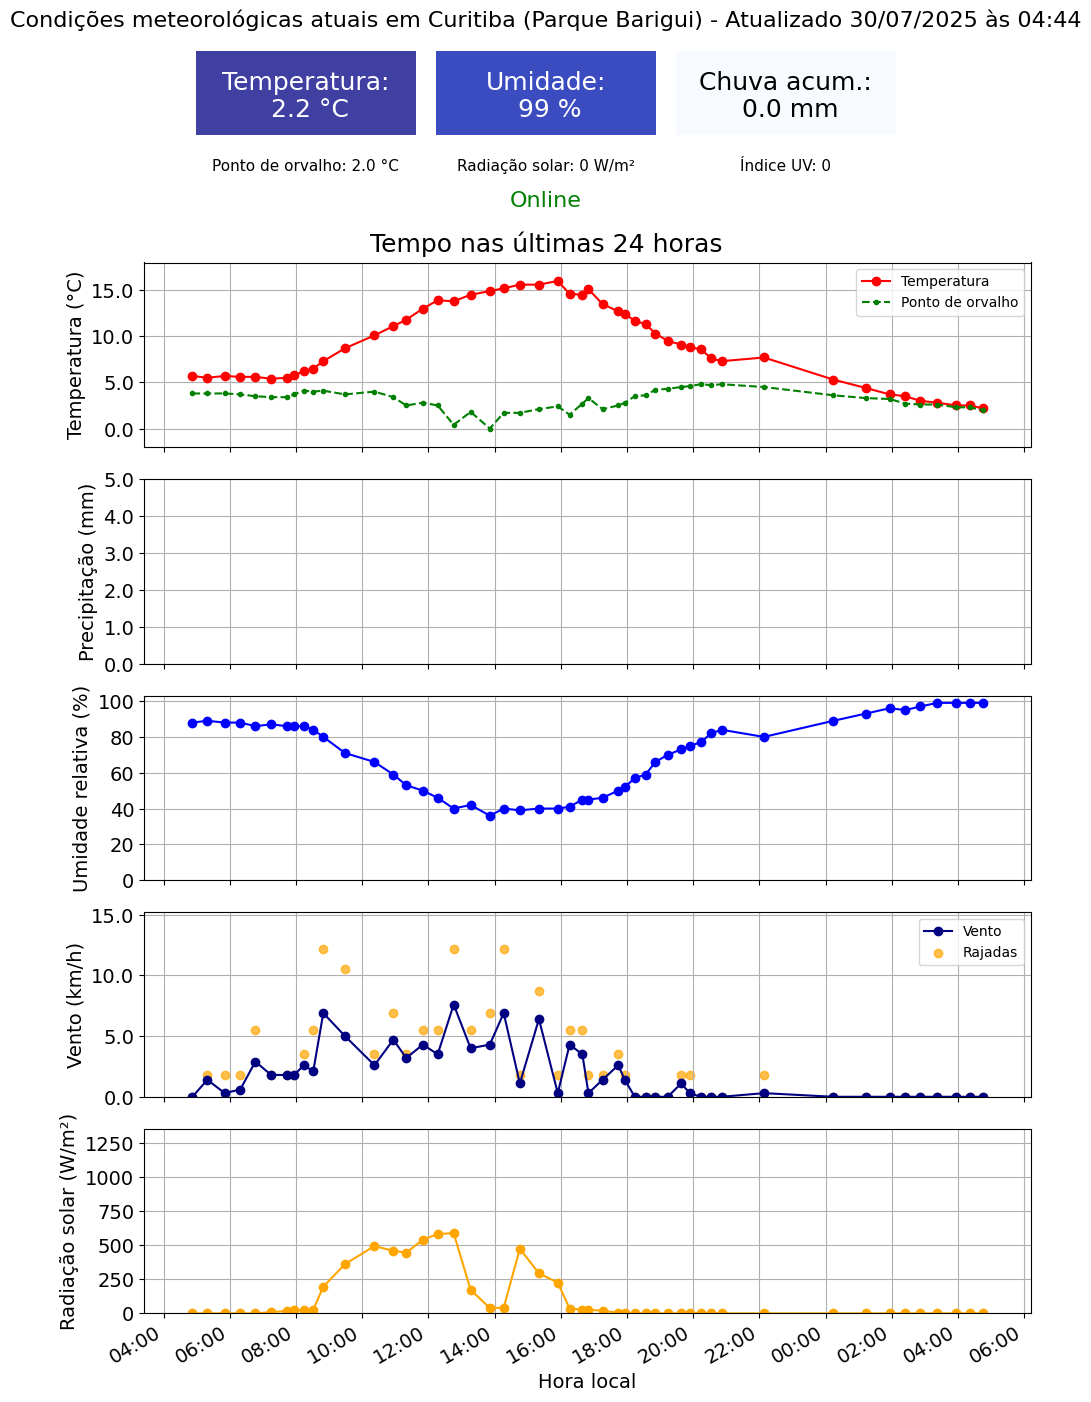 Condições meteorológicas atuais em Curitiba (Parque Barigui) - Atualizado 30/07/2025 às 04:44
Temperatura:
2.2 °C
Umidade:
99 %
Chuva acum.:
0.0 mm
Ponto de orvalho: 2.0 °C
Radiação solar: 0 W/m²
Índice UV: 0
Online
Tempo nas últimas 24 horas
Temperatura (°C)
15.0
10.0
5.0
0.0
Temperatura
Ponto de orvalho
Precipitação (mm)
5.0
4.0
3.0
2.0
1.0
0.0
Umidade relativa (%)
100
80
60
40
20
0
Vento (km/h)
15.0
10.0
5.0
0.0
Vento
Rajadas
Radiação solar (W/m²)
1250
1000
750
500
250
0
04:00
06:00
08:00
10:00
12:00
14:00
16:00
18:00
20:00
22:00
00:00
02:00
04:00
06:00
Hora local